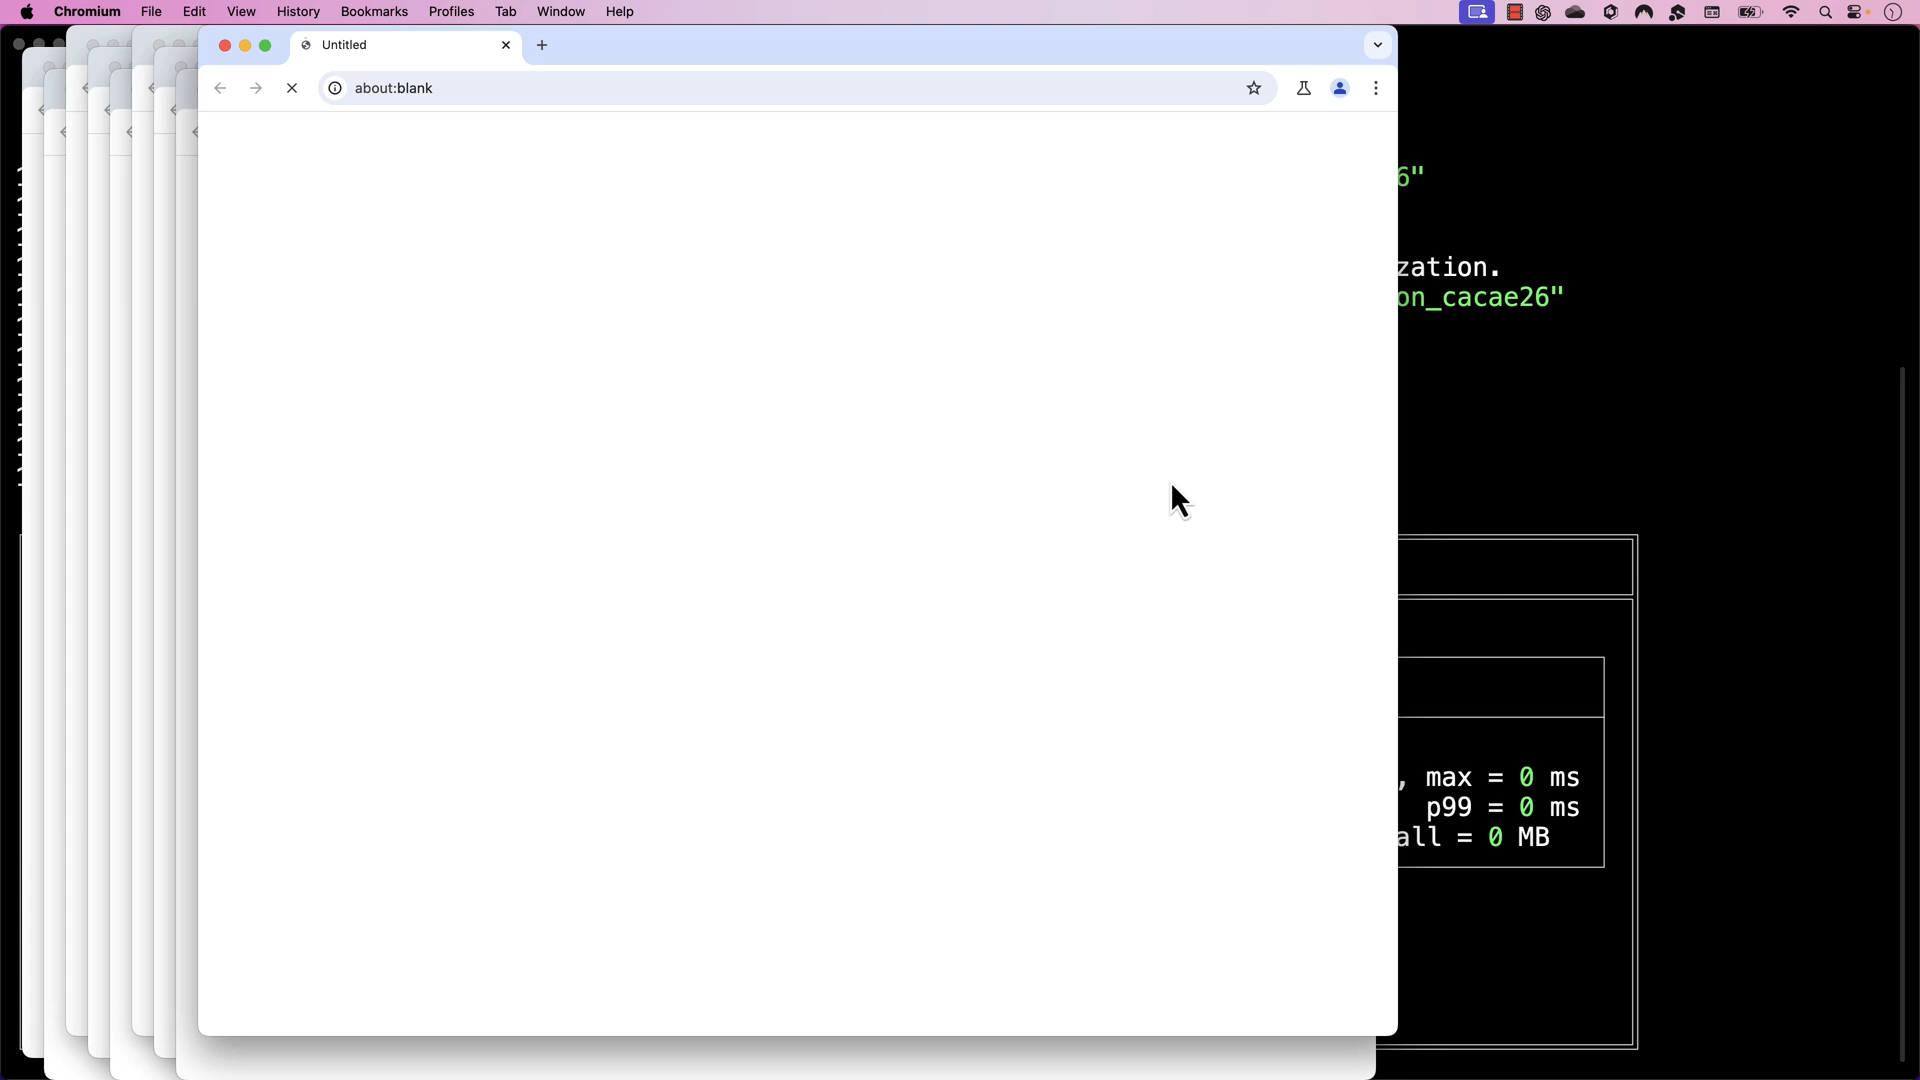 Chromium File Edit View History Bookmarks Profiles Tab Window Help
Untitled
about:blank
6"
zation.
on_cacae26"
, max = 0 ms
p99 = 0 ms
all = 0 MB